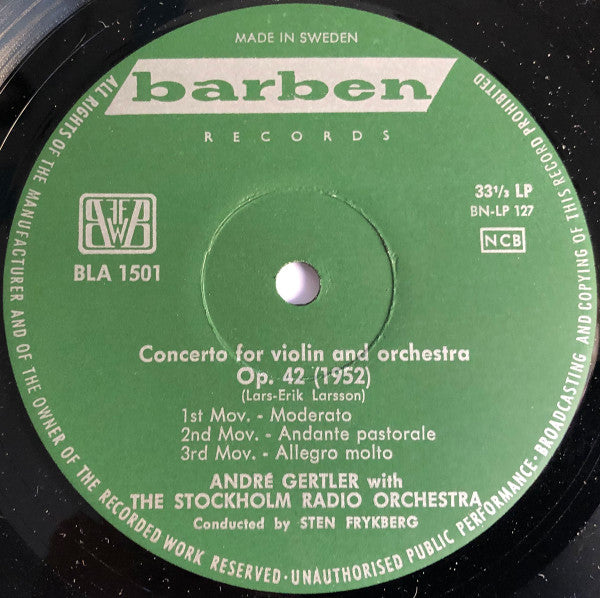 MADE IN SWEDEN
barben
RECORDS
33⅓ LP
BN-LP 127
NCB
BLA 1501
Concerto for violin and orchestra
Op. 42 (1952)
(Lars-Erik Larsson)
1st Mov. - Moderato
2nd Mov. - Andante pastorale
3rd Mov. - Allegro molto
ANDRÉ GERTLER with
THE STOCKHOLM RADIO ORCHESTRA
Conducted by STEN FRYKBERG
ALL RIGHTS OF THE MANUFACTURER AND OF THE OWNER OF THE RECORDED WORK RESERVED · UNAUTHORISED PUBLIC PERFORMANCE · BROADCASTING AND COPYING OF THIS RECORD PROHIBITED